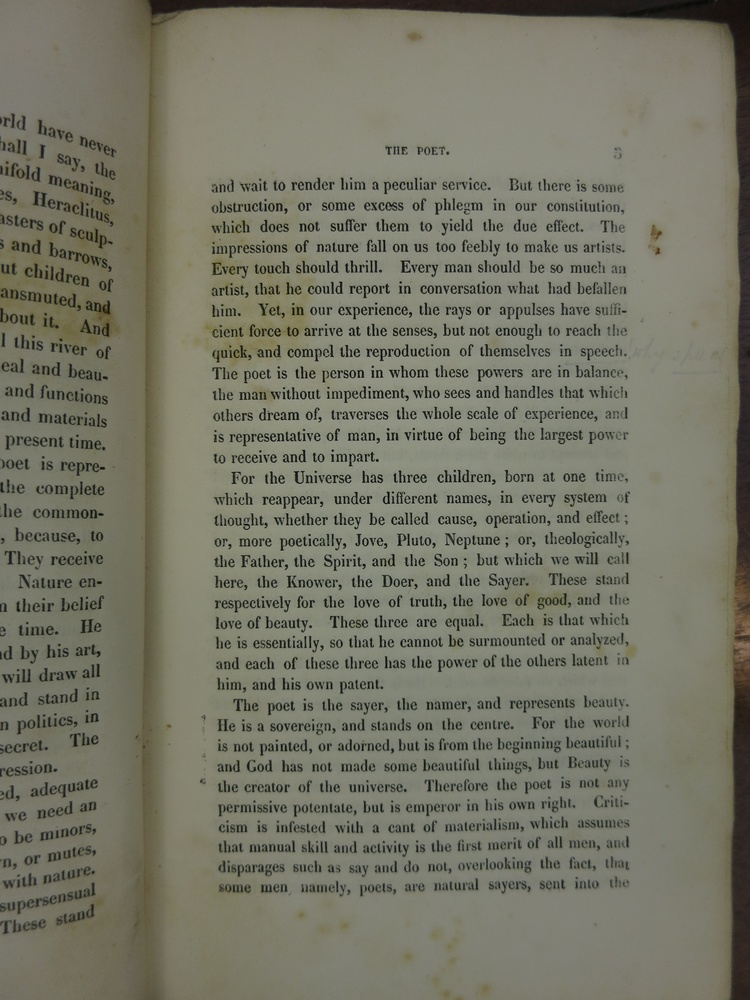 have never
I say, the
meaning,
Heraclitus,
of sculp-
and barrows,
children of
and
it. And
this river of
and beau-
and functions
and materials
present time.
is repre-
the complete
the common-
because, to
They receive
Nature en-
their belief
time. He
by his art,
will draw all
and stand in
politics, in
secret. The
adequate
we need an
be minors,
or mutes,
with nature.
supersensual
These stand
THE POET. 5
and wait to render him a peculiar service. But there is some
obstruction, or some excess of phlegm in our constitution,
which does not suffer them to yield the due effect. The
impressions of nature fall on us too feebly to make us artists.
Every touch should thrill. Every man should be so much an
artist, that he could report in conversation what had befallen
him. Yet, in our experience, the rays or appulses have suffi-
cient force to arrive at the senses, but not enough to reach the
quick, and compel the reproduction of themselves in speech.
The poet is the person in whom these powers are in balance,
the man without impediment, who sees and handles that which
others dream of, traverses the whole scale of experience, and
is representative of man, in virtue of being the largest power
to receive and to impart.
For the Universe has three children, born at one time,
which reappear, under different names, in every system of
thought, whether they be called cause, operation, and effect ;
or, more poetically, Jove, Pluto, Neptune ; or, theologically,
the Father, the Spirit, and the Son ; but which we will call
here, the Knower, the Doer, and the Sayer. These stand
respectively for the love of truth, the love of good, and the
love of beauty. These three are equal. Each is that which
he is essentially, so that he cannot be surmounted or analyzed,
and each of these three has the power of the others latent in
him, and his own patent.
The poet is the sayer, the namer, and represents beauty.
He is a sovereign, and stands on the centre. For the world
is not painted, or adorned, but is from the beginning beautiful ;
and God has not made some beautiful things, but Beauty is
the creator of the universe. Therefore the poet is not any
permissive potentate, but is emperor in his own right. Criti-
cism is infested with a cant of materialism, which assumes
that manual skill and activity is the first merit of all men, and
disparages such as say and do not, overlooking the fact, that
some men, namely, poets, are natural sayers, sent into the